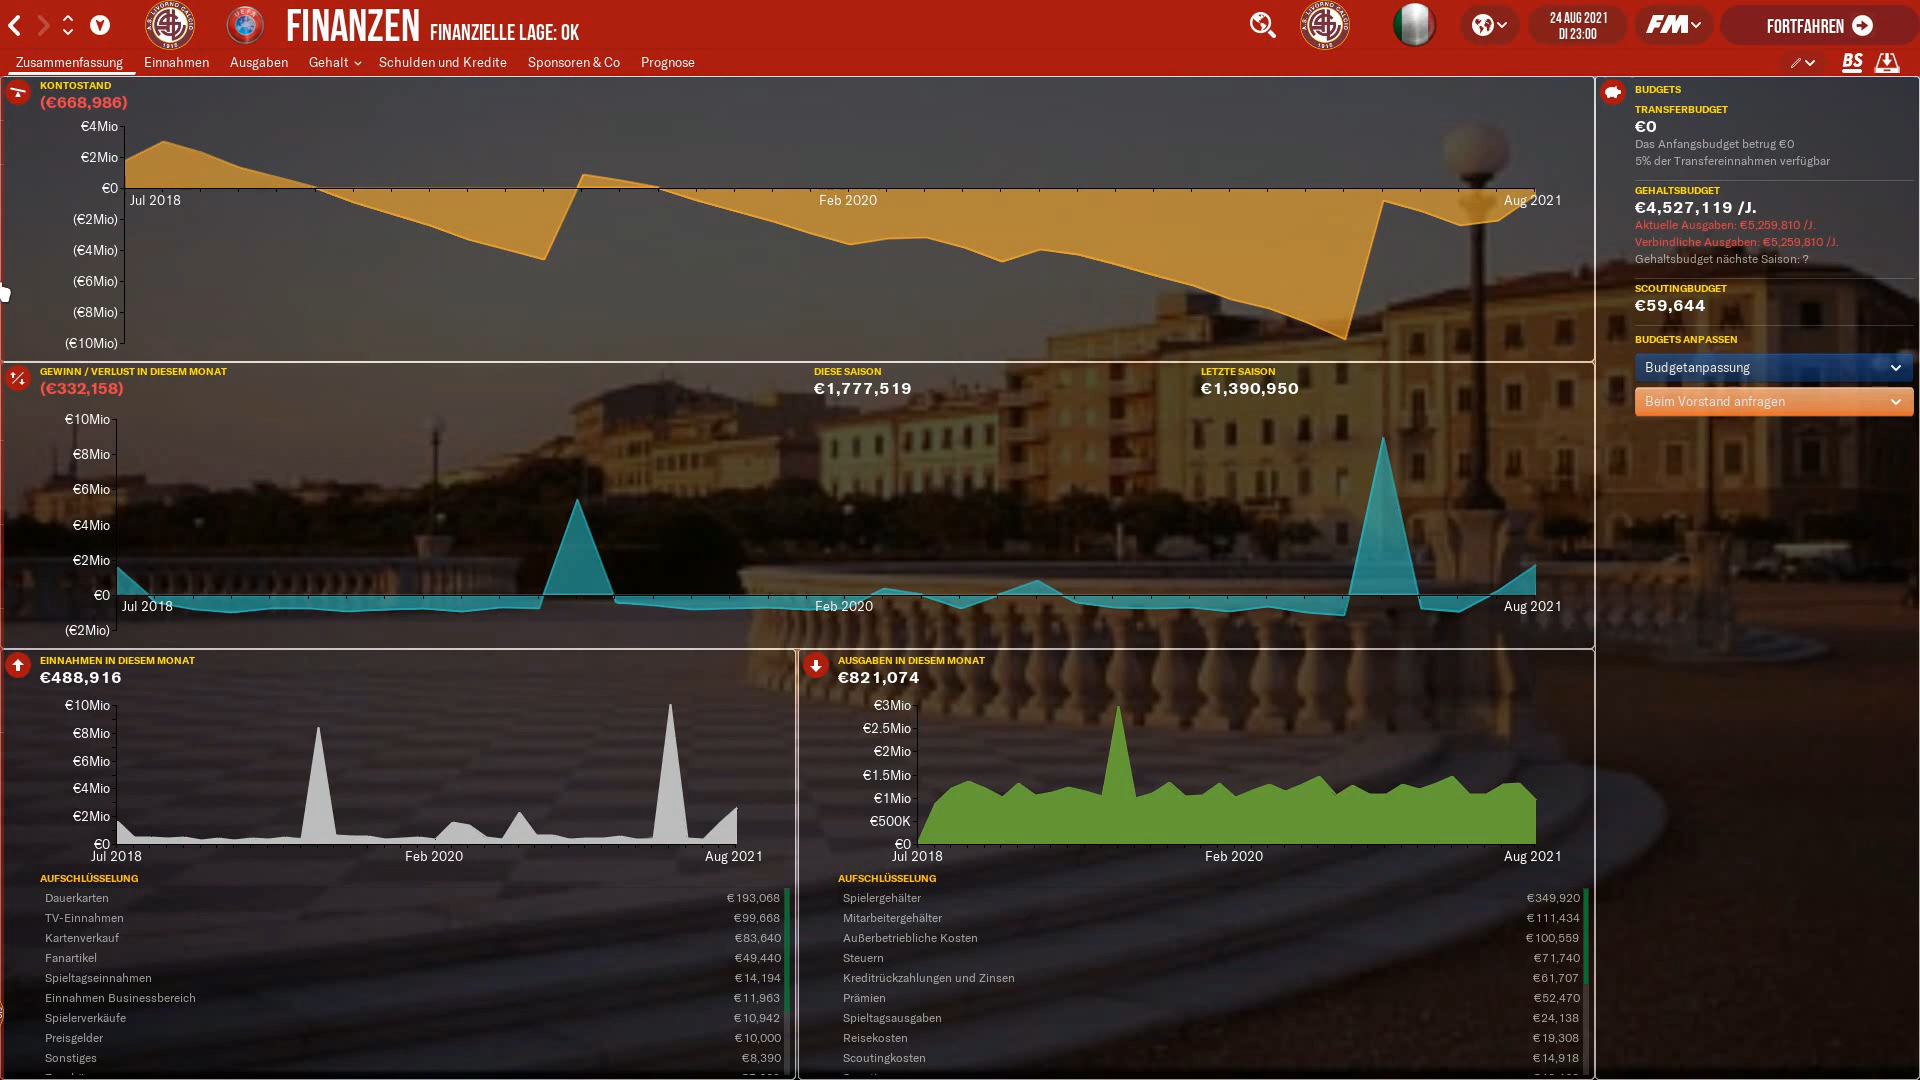 FINANZEN FINANZIELLE LAGE: OK
24 AUG 2021
DI 23:00
FM
FORTFAHREN
Zusammenfassung Einnahmen Ausgaben Gehalt Schulden und Kredite Sponsoren & Co Prognose
BS
KONTOSTAND
(€668,986)
€4Mio
€2Mio
€0
(€2Mio)
(€4Mio)
(€6Mio)
(€8Mio)
(€10Mio)
Jul 2018 Feb 2020 Aug 2021
GEWINN / VERLUST IN DIESEM MONAT
(€332,158)
DIESE SAISON
€1,777,519
LETZTE SAISON
€1,390,950
€10Mio
€8Mio
€6Mio
€4Mio
€2Mio
€0
(€2Mio)
Jul 2018 Feb 2020 Aug 2021
EINNAHMEN IN DIESEM MONAT
€488,916
€10Mio
€8Mio
€6Mio
€4Mio
€2Mio
€0
Jul 2018 Feb 2020 Aug 2021
AUFSCHLÜSSELUNG
Dauerkarten €193,068
TV-Einnahmen €99,668
Kartenverkauf €83,640
Fanartikel €49,440
Spieltagseinnahmen €14,194
Einnahmen Businessbereich €11,963
Spielerverkäufe €10,942
Preisgelder €10,000
Sonstiges €8,390
AUSGABEN IN DIESEM MONAT
€821,074
€3Mio
€2.5Mio
€2Mio
€1.5Mio
€1Mio
€500K
€0
Jul 2018 Feb 2020 Aug 2021
AUFSCHLÜSSELUNG
Spielergehälter €349,920
Mitarbeitergehälter €111,434
Außerbetriebliche Kosten €100,559
Steuern €71,740
Kreditrückzahlungen und Zinsen €61,707
Prämien €52,470
Spieltagsausgaben €24,138
Reisekosten €19,308
Scoutingkosten €14,918
BUDGETS
TRANSFERBUDGET
€0
Das Anfangsbudget betrug €0
5% der Transfereinnahmen verfügbar
GEHALTSBUDGET
€4,527,119 /J.
Aktuelle Ausgaben: €5,259,810 /J.
Verbindliche Ausgaben: €5,259,810 /J.
Gehaltsbudget nächste Saison: ?
SCOUTINGBUDGET
€59,644
BUDGETS ANPASSEN
Budgetanpassung
Beim Vorstand anfragen